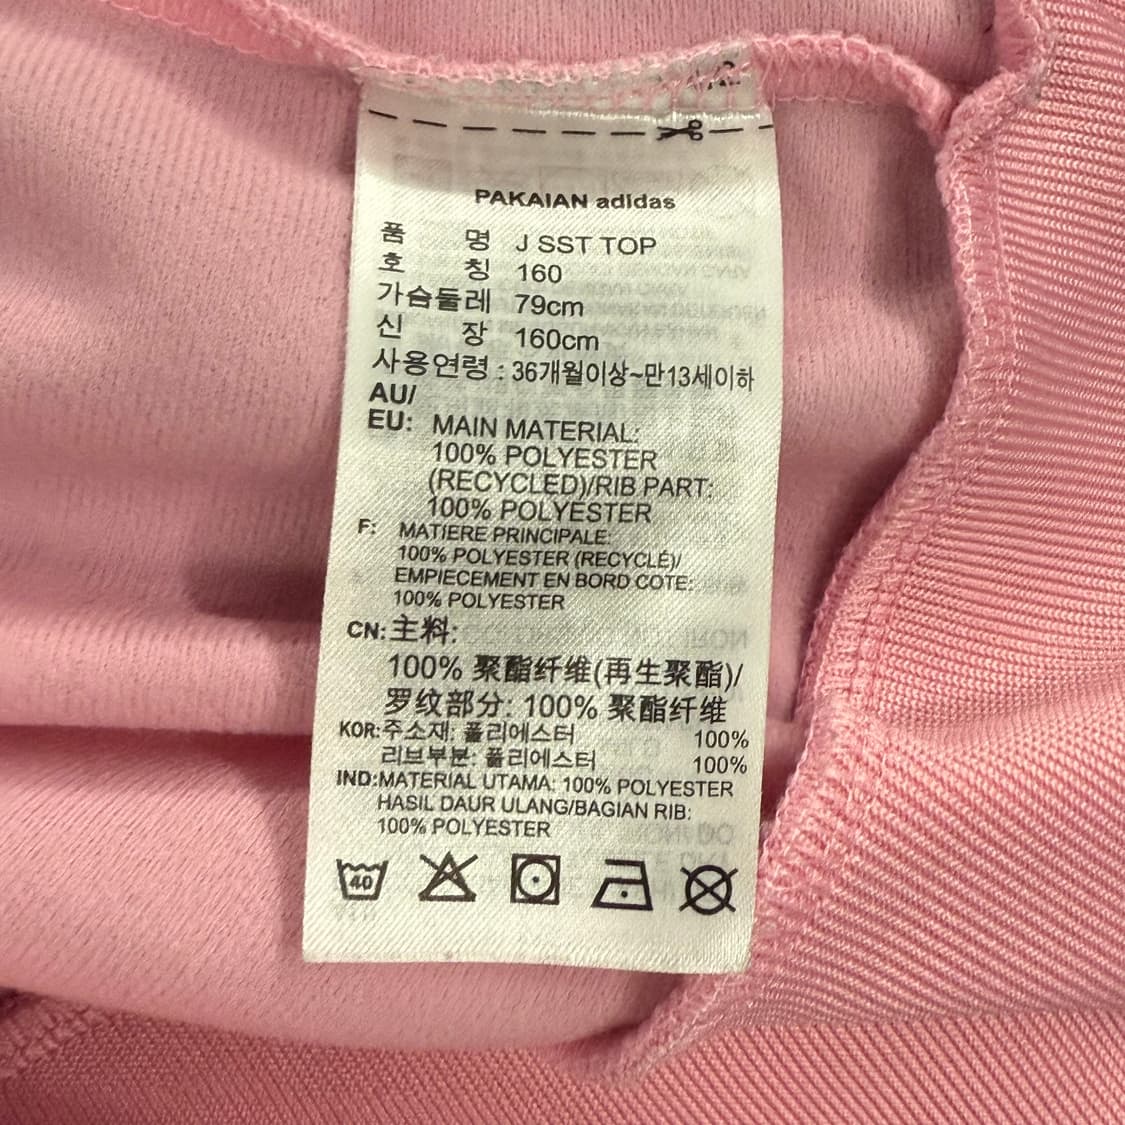 PAKAIAN adidas
품 명 J SST TOP
호 칭 160
가슴둘레 79cm
신 장 160cm
사용연령 : 36개월이상~만13세이하
AU/
EU: MAIN MATERIAL:
100% POLYESTER
(RECYCLED)/RIB PART:
100% POLYESTER
F: MATIERE PRINCIPALE:
100% POLYESTER (RECYCLÉ)/
EMPIECEMENT EN BORD COTE:
100% POLYESTER
CN: 主料:
100% 聚酯纤维(再生聚酯)/
罗纹部分: 100% 聚酯纤维
KOR: 주소재: 폴리에스터 100%
리브부분: 폴리에스터 100%
IND: MATERIAL UTAMA: 100% POLYESTER
HASIL DAUR ULANG/BAGIAN RIB:
100% POLYESTER
40